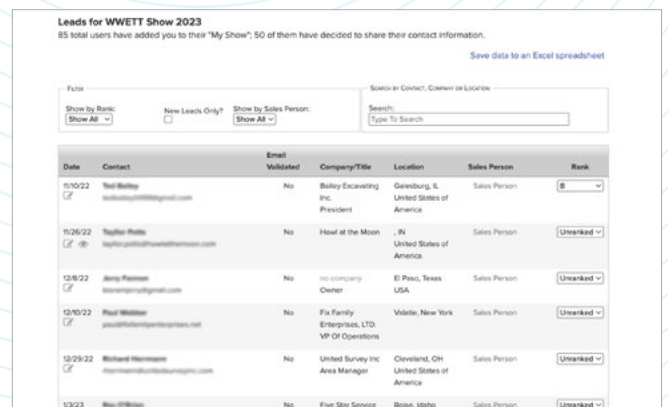 Leads for WWETT Show 2023
85 total users have added you to their "My Show"; 50 of them have decided to share their contact information.
Save data to an Excel spreadsheet
Filter
Search by Contact, Company or Location
Show by Rank: New Leads Only? Show by Sales Person: Search:
Show All Show All Type To Search
Email
Date Contact Validated Company/Title Location Sales Person Rank
11/10/22 No Bailey Excavating Galesburg, IL Sales Person B
Inc. United States of
President America
11/26/22 No Howl at the Moon , IN Sales Person Unranked
United States of
America
12/8/22 No no company El Paso, Texas Sales Person Unranked
Owner USA
12/10/22 No Fix Family Valatie, New York Sales Person Unranked
Enterprises, LTD.
VP Of Operations
12/29/22 No United Survey Inc Cleveland, OH Sales Person Unranked
Area Manager United States of
America
1/3/23 No Five Star Service Boise, Idaho Sales Person Unranked